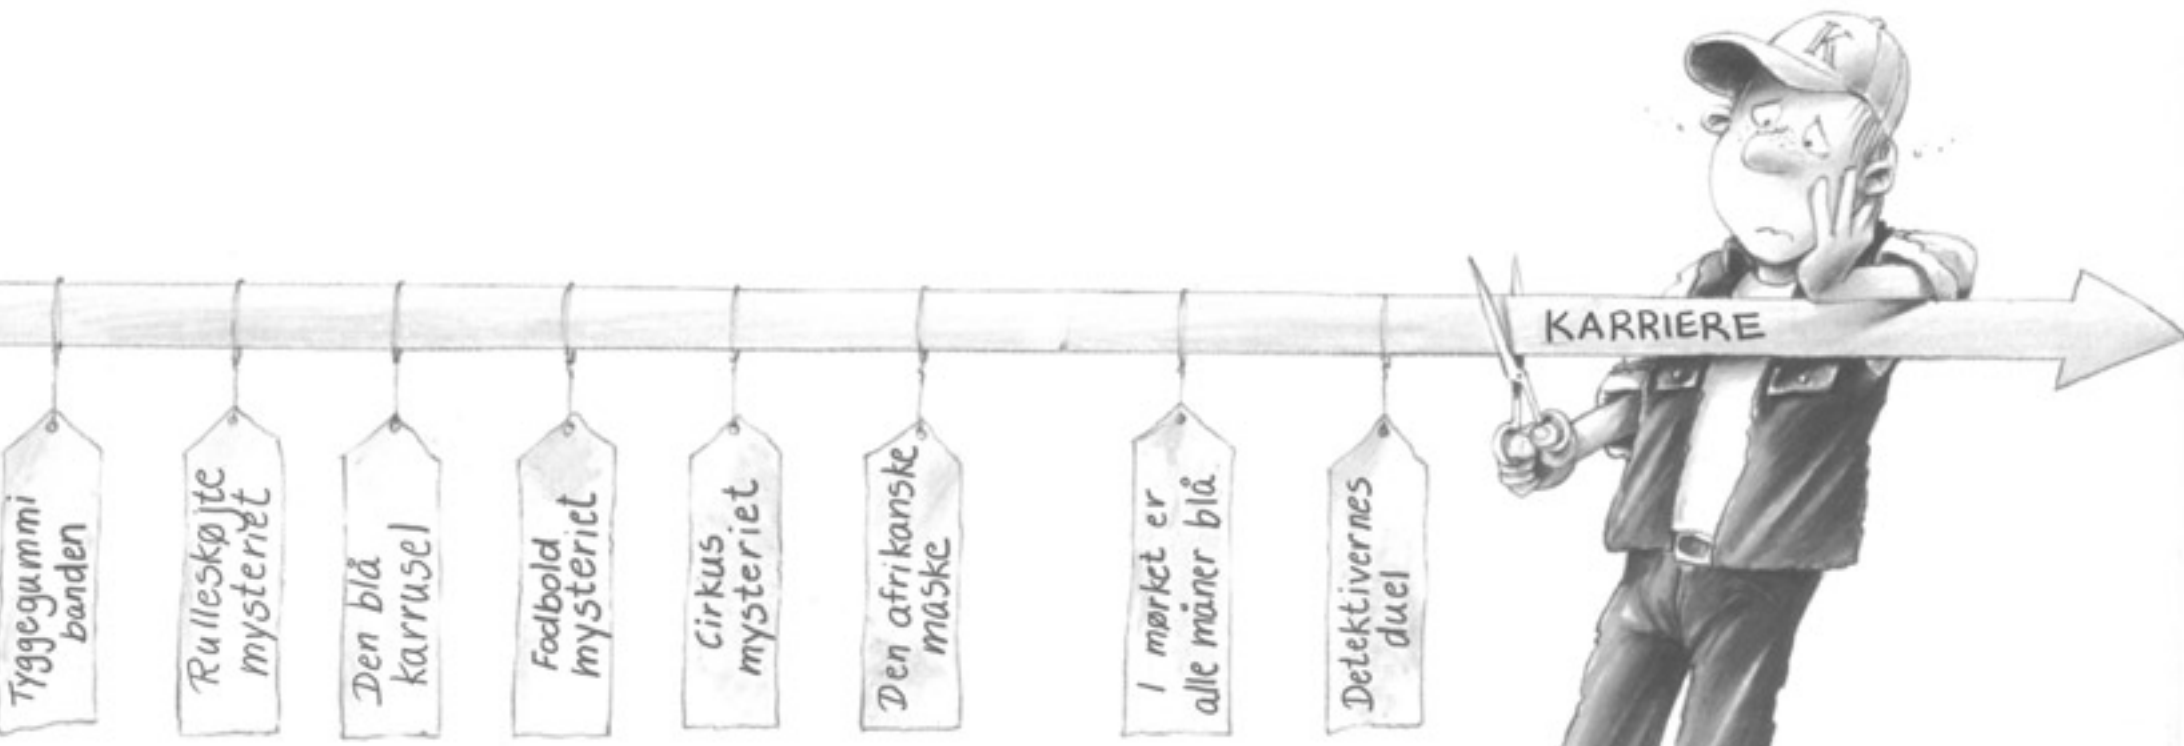 Tyggegummi
banden
Rulleskøjte
mysteriet
Den blå
karrusel
Fodbold
mysteriet
Cirkus
mysteriet
Den afrikanske
maske
I mørket er
alle måner blå
Detektivernes
duel
KARRIERE
K